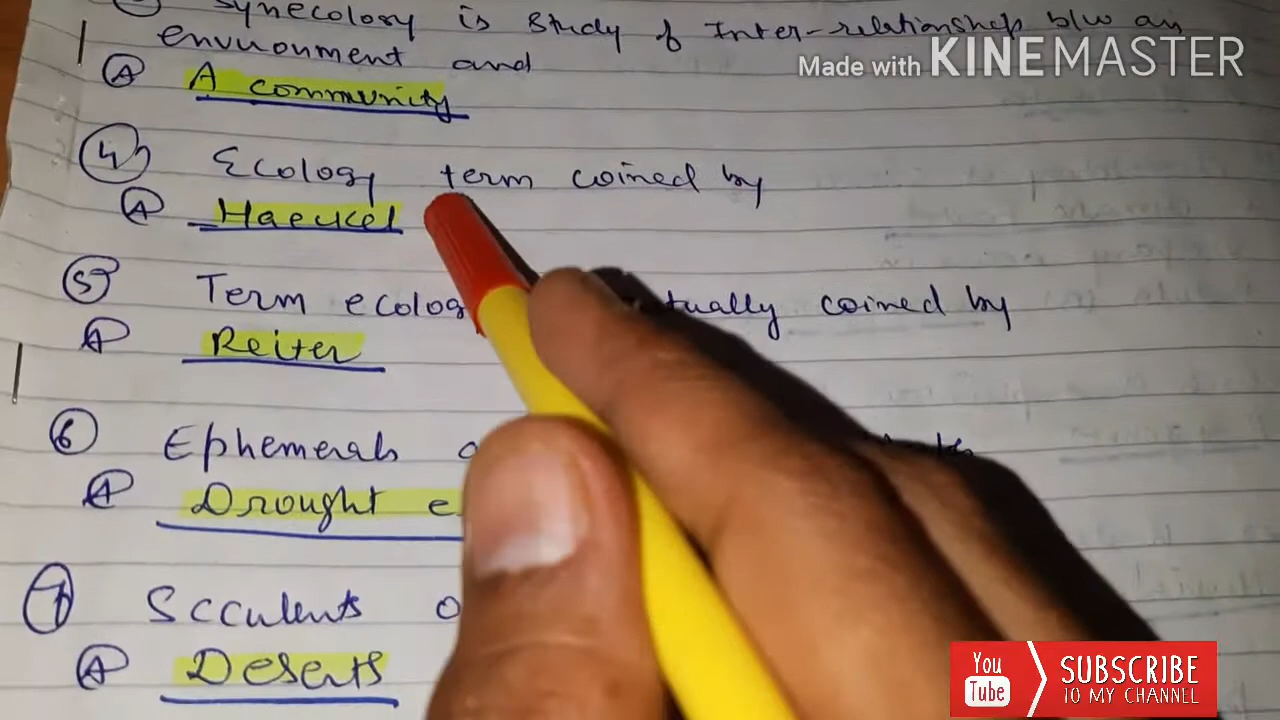 Synecology is study of Inter-relationship b/w an
environment and
A A community
Made with KINEMASTER
4 Ecology term coined by
A Haeckel
5 Term ecolog tually coined by
A Reiter
6 Ephemerals
A Drought e
7 Scculents o
A Deserts
You Tube SUBSCRIBE
TO MY CHANNEL